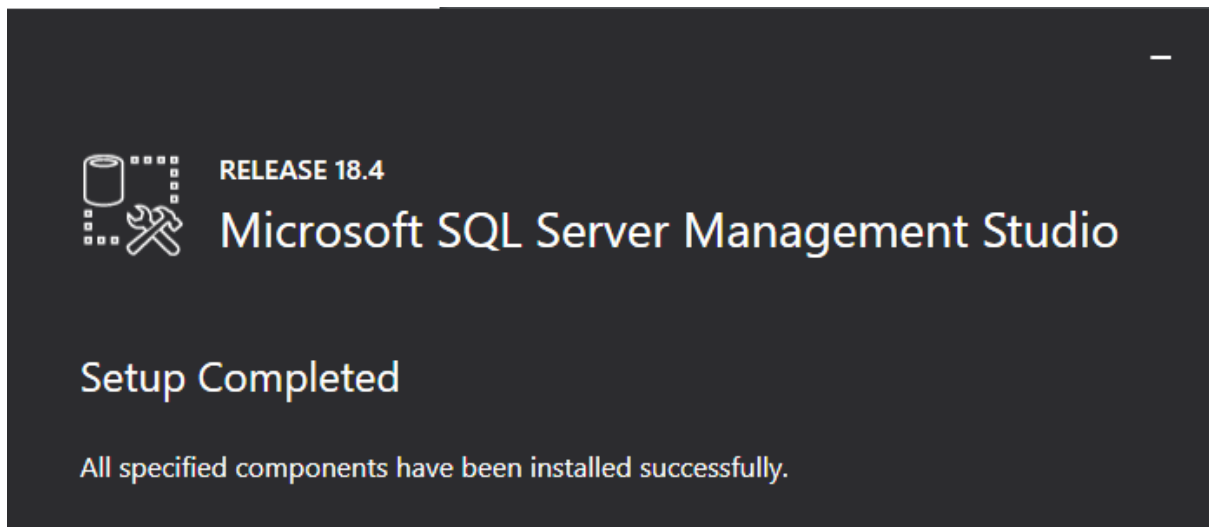 RELEASE 18.4
Microsoft SQL Server Management Studio
Setup Completed
All specified components have been installed successfully.